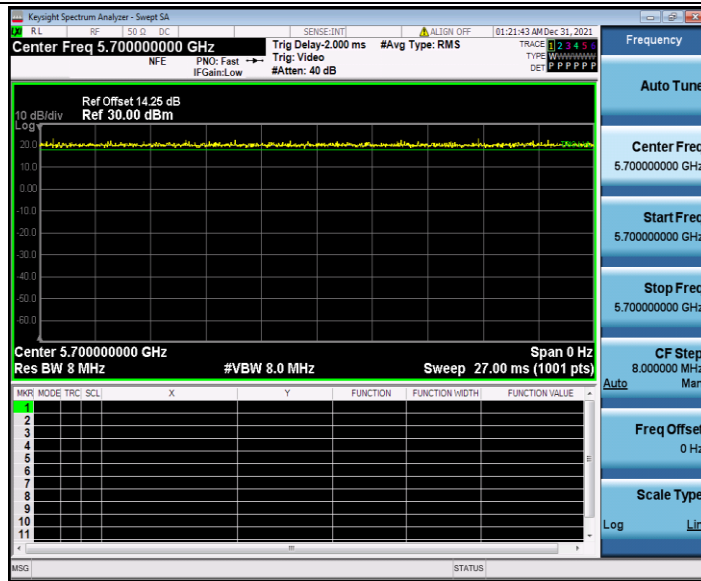 Keysight Spectrum Analyzer - Swept SA
RL RF 50 Ω DC SENSE:INT ALIGN OFF 01:21:43 AM Dec 31, 2021
Center Freq 5.700000000 GHz
NFE
PNO: Fast
IFGain:Low
Trig Delay-2.000 ms
Trig: Video
#Atten: 40 dB
#Avg Type: RMS
TRACE 1 2 3 4 5 6
TYPE
DET P P P P P P
10 dB/div
Log
Ref Offset 14.25 dB
Ref 30.00 dBm
20.0
10.0
0.00
-10.0
-20.0
-30.0
-40.0
-50.0
-60.0
Center 5.700000000 GHz Span 0 Hz
Res BW 8 MHz #VBW 8.0 MHz Sweep 27.00 ms (1001 pts)
MKR MODE TRC SCL X Y FUNCTION FUNCTION WIDTH FUNCTION VALUE
1
2
3
4
5
6
7
8
9
10
11
MSG STATUS
Frequency
Auto Tune
Center Freq
5.700000000 GHz
Start Freq
5.700000000 GHz
Stop Freq
5.700000000 GHz
CF Step
8.000000 MHz
Auto Man
Freq Offset
0 Hz
Scale Type
Log Lin